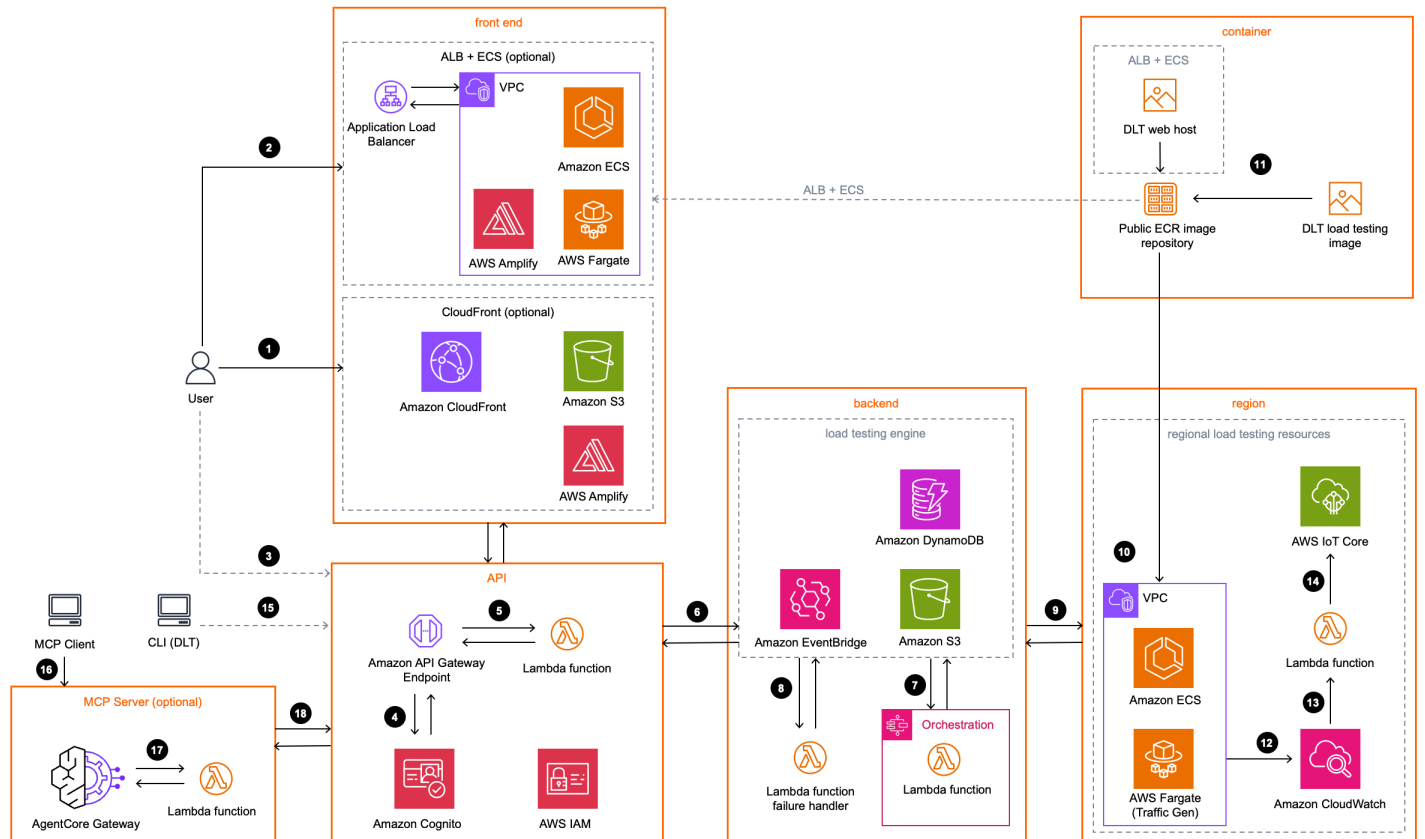 front end
ALB + ECS (optional)
Application Load
Balancer
VPC
Amazon ECS
AWS Amplify
AWS Fargate
2
ALB + ECS
container
ALB + ECS
DLT web host
11
Public ECR image
repository
DLT load testing
image
CloudFront (optional)
1
User
Amazon CloudFront
Amazon S3
AWS Amplify
3
15
MCP Client
CLI (DLT)
16
MCP Server (optional)
17
AgentCore Gateway
Lambda function
18
API
5
Amazon API Gateway
Endpoint
Lambda function
4
Amazon Cognito
AWS IAM
6
backend
load testing engine
Amazon DynamoDB
Amazon EventBridge
Amazon S3
8
7
Lambda function
failure handler
Orchestration
Lambda function
9
region
regional load testing resources
10
VPC
Amazon ECS
AWS Fargate
(Traffic Gen)
12
AWS IoT Core
14
Lambda function
13
Amazon CloudWatch